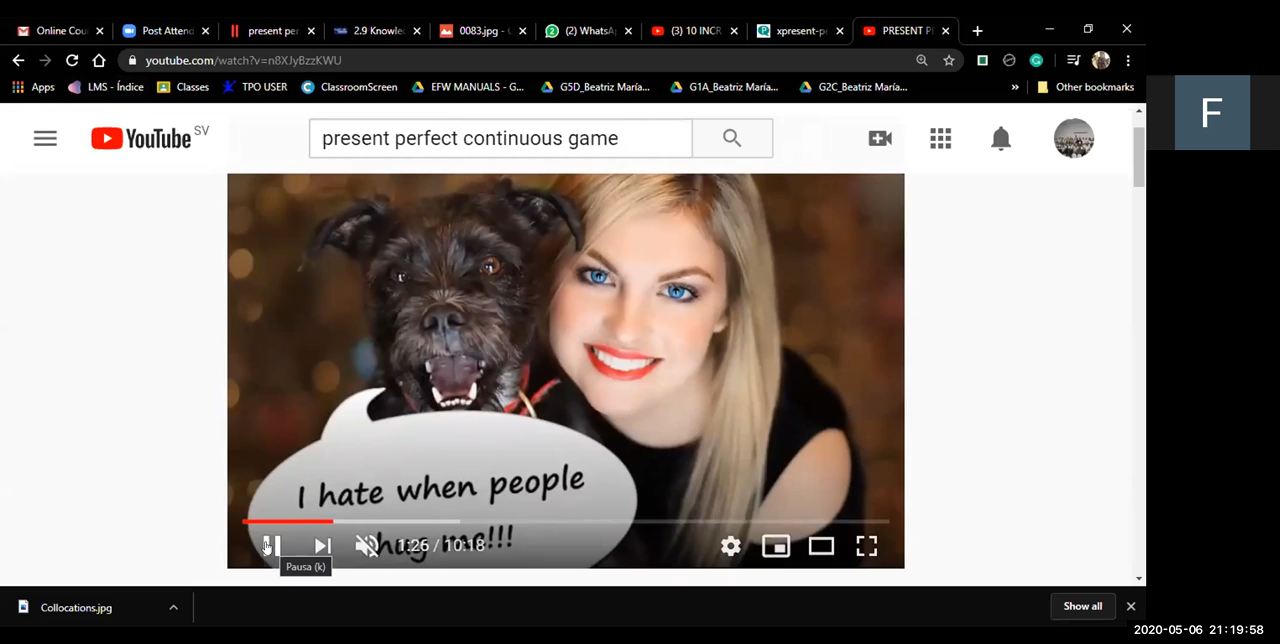 Online Cou
Post Attend
present per
2.9 Knowle
0083.jpg - G
(2) WhatsA
(3) 10 INCR
xpresent-p
PRESENT P
youtube.com/watch?v=n8XJyBzzKWU
Apps
LMS - Índice
Classes
TPO USER
ClassroomScreen
EFW MANUALS - G...
G5D_Beatriz María...
G1A_Beatriz María...
G2C_Beatriz María...
»
Other bookmarks
YouTube SV
present perfect continuous game
F
I hate when people
hug me!!!
1:26 / 10:18
Pausa (k)
Collocations.jpg
Show all
2020-05-06 21:19:58